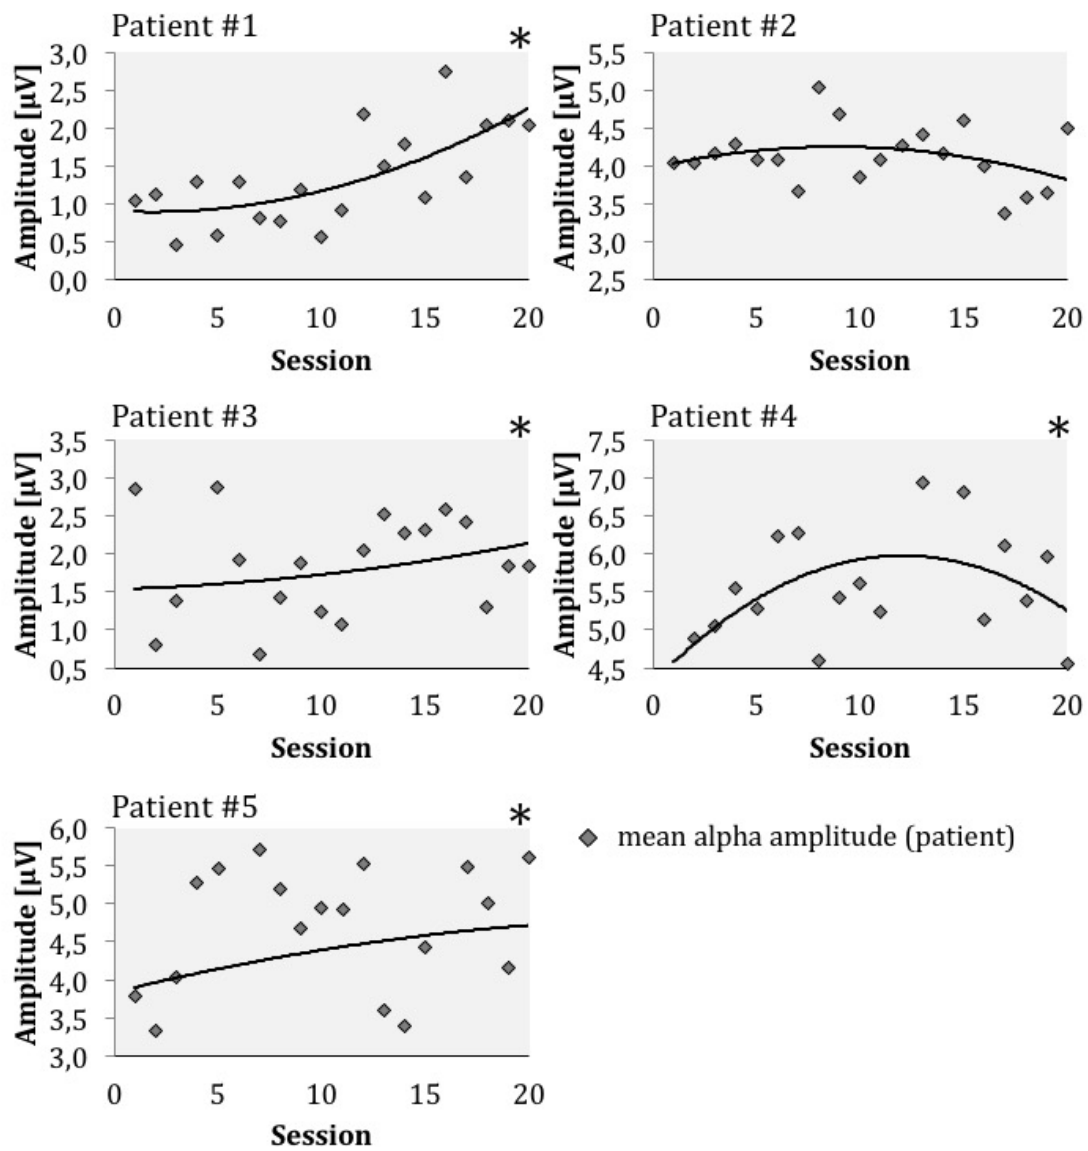 Patient #1
*
Amplitude [µV]
3,0
2,5
2,0
1,5
1,0
0,5
0,0
0 5 10 15 20
Session
Patient #2
Amplitude [µV]
5,5
5,0
4,5
4,0
3,5
3,0
2,5
0 5 10 15 20
Session
Patient #3
*
Amplitude [µV]
3,5
3,0
2,5
2,0
1,5
1,0
0,5
0 5 10 15 20
Session
Patient #4
*
Amplitude [µV]
7,5
7,0
6,5
6,0
5,5
5,0
4,5
0 5 10 15 20
Session
Patient #5
*
Amplitude [µV]
6,0
5,5
5,0
4,5
4,0
3,5
3,0
0 5 10 15 20
Session
mean alpha amplitude (patient)